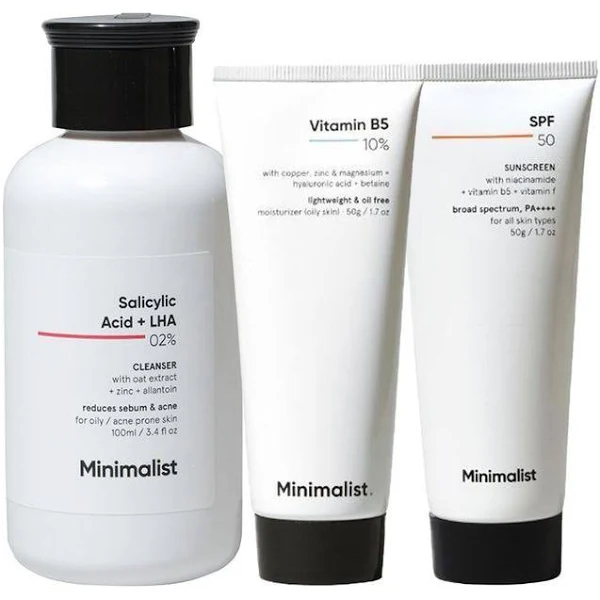 Salicylic
Acid + LHA
02%
CLEANSER
with oat extract
+ zinc + allantoin
reduces sebum & acne
for oily / acne prone skin
100ml / 3.4 fl oz
Minimalist
Vitamin B5
10%
with copper, zinc & magnesium +
hyaluronic acid + betaine
lightweight & oil free
moisturizer (oily skin) · 50g / 1.7 oz
Minimalist.
SPF
50
SUNSCREEN
with niacinamide
+ vitamin b5 + vitamin f
broad spectrum, PA++++
for all skin types
50g / 1.7 oz
Minimalist